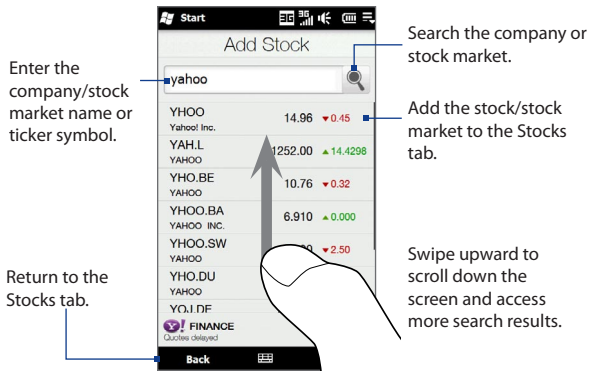 Start
Add Stock
yahoo
YHOO 14.96 0.45
Yahoo! Inc.
YAH.L 1252.00 14.4298
YAHOO
YHO.BE 10.76 0.32
YAHOO
YHOO.BA 6.910 0.000
YAHOO INC.
YHOO.SW 2.50
YAHOO
YHO.DU
YAHOO
YOJ.DE
Y! FINANCE
Quotes delayed
Back
Enter the
company/stock
market name or
ticker symbol.
Return to the
Stocks tab.
Search the company or
stock market.
Add the stock/stock
market to the Stocks
tab.
Swipe upward to
scroll down the
screen and access
more search results.